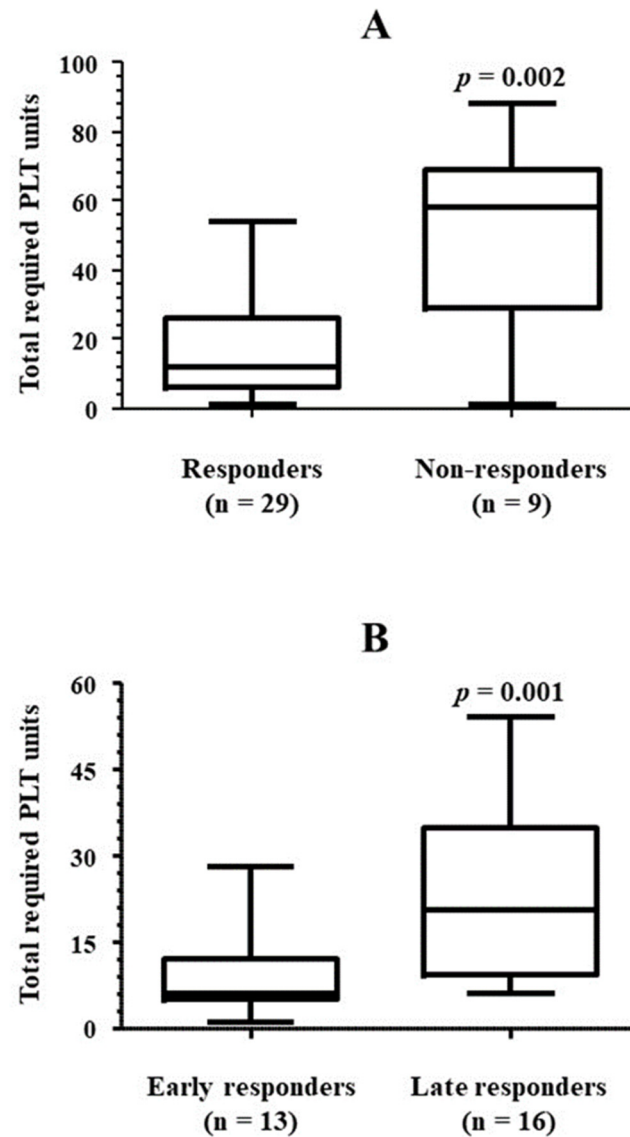 A
Total required PLT units
100
80
60
40
20
0
p = 0.002
Responders
(n = 29)
Non-responders
(n = 9)
B
Total required PLT units
60
45
30
15
0
p = 0.001
Early responders
(n = 13)
Late responders
(n = 16)